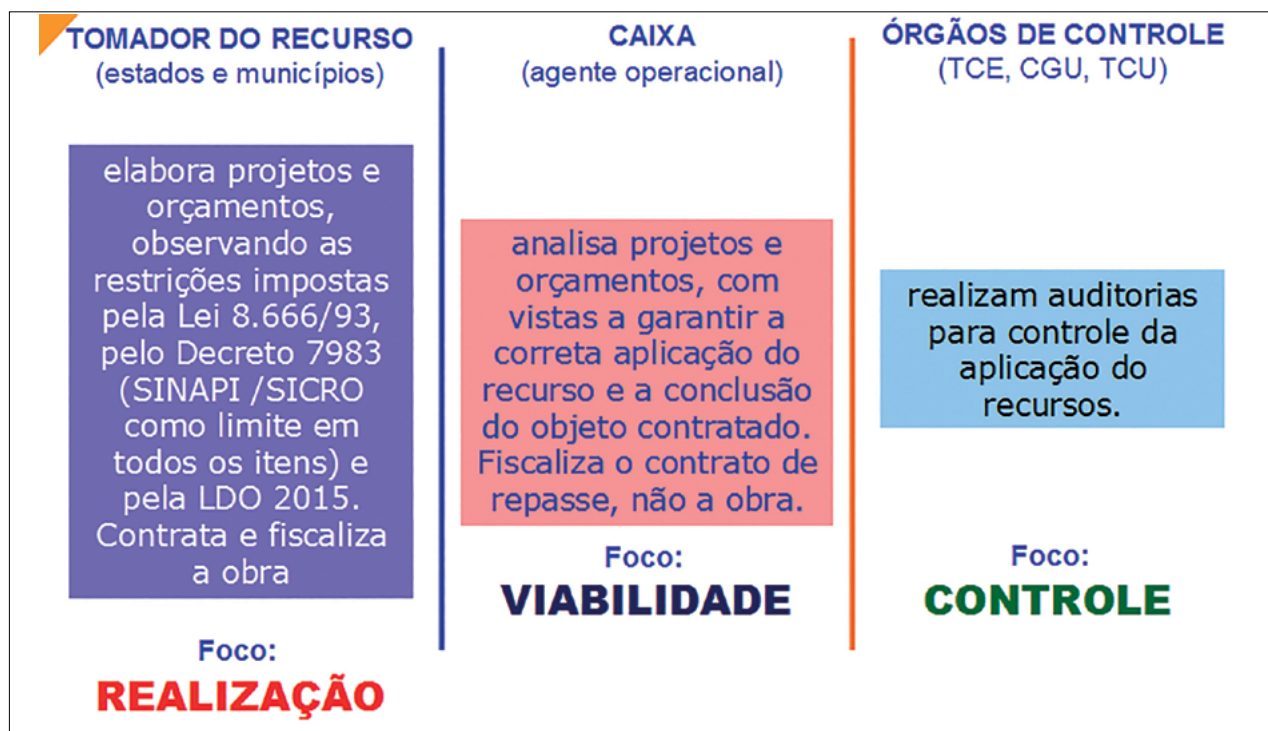 TOMADOR DO RECURSO
(estados e municípios)
elabora projetos e
orçamentos,
observando as
restrições impostas
pela Lei 8.666/93,
pelo Decreto 7983
(SINAPI /SICRO
como limite em
todos os itens) e
pela LDO 2015.
Contrata e fiscaliza
a obra
Foco:
REALIZAÇÃO
CAIXA
(agente operacional)
analisa projetos e
orçamentos, com
vistas a garantir a
correta aplicação do
recurso e a conclusão
do objeto contratado.
Fiscaliza o contrato de
repasse, não a obra.
Foco:
VIABILIDADE
ÓRGÃOS DE CONTROLE
(TCE, CGU, TCU)
realizam auditorias
para controle da
aplicação do
recursos.
Foco:
CONTROLE